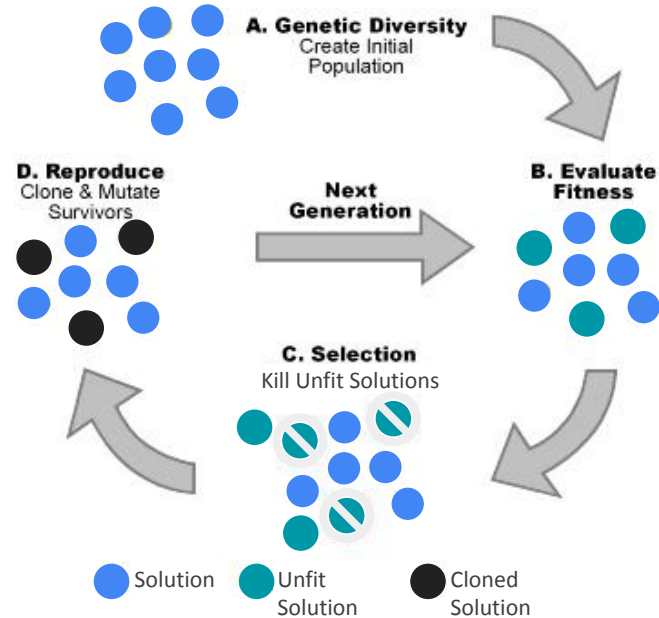 A. Genetic Diversity
Create Initial
Population
D. Reproduce
Clone & Mutate
Survivors
Next
Generation
B. Evaluate
Fitness
C. Selection
Kill Unfit Solutions
Solution
Unfit
Solution
Cloned
Solution